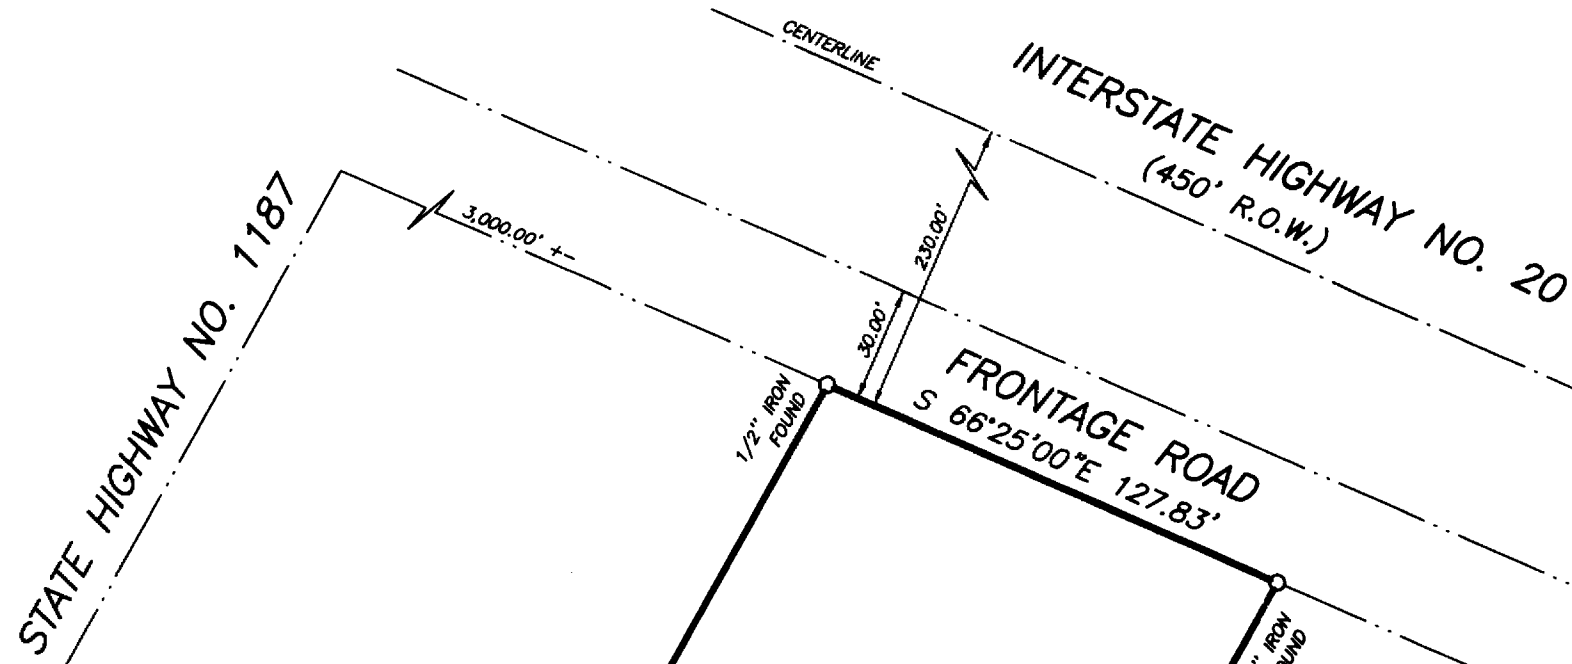 CENTERLINE
INTERSTATE HIGHWAY NO. 20
(450' R.O.W.)
STATE HIGHWAY NO. 1187
3,000.00' +-
230.00'
30.00'
FRONTAGE ROAD
S 66°25'00"E 127.83'
1/2" IRON
FOUND
" IRON